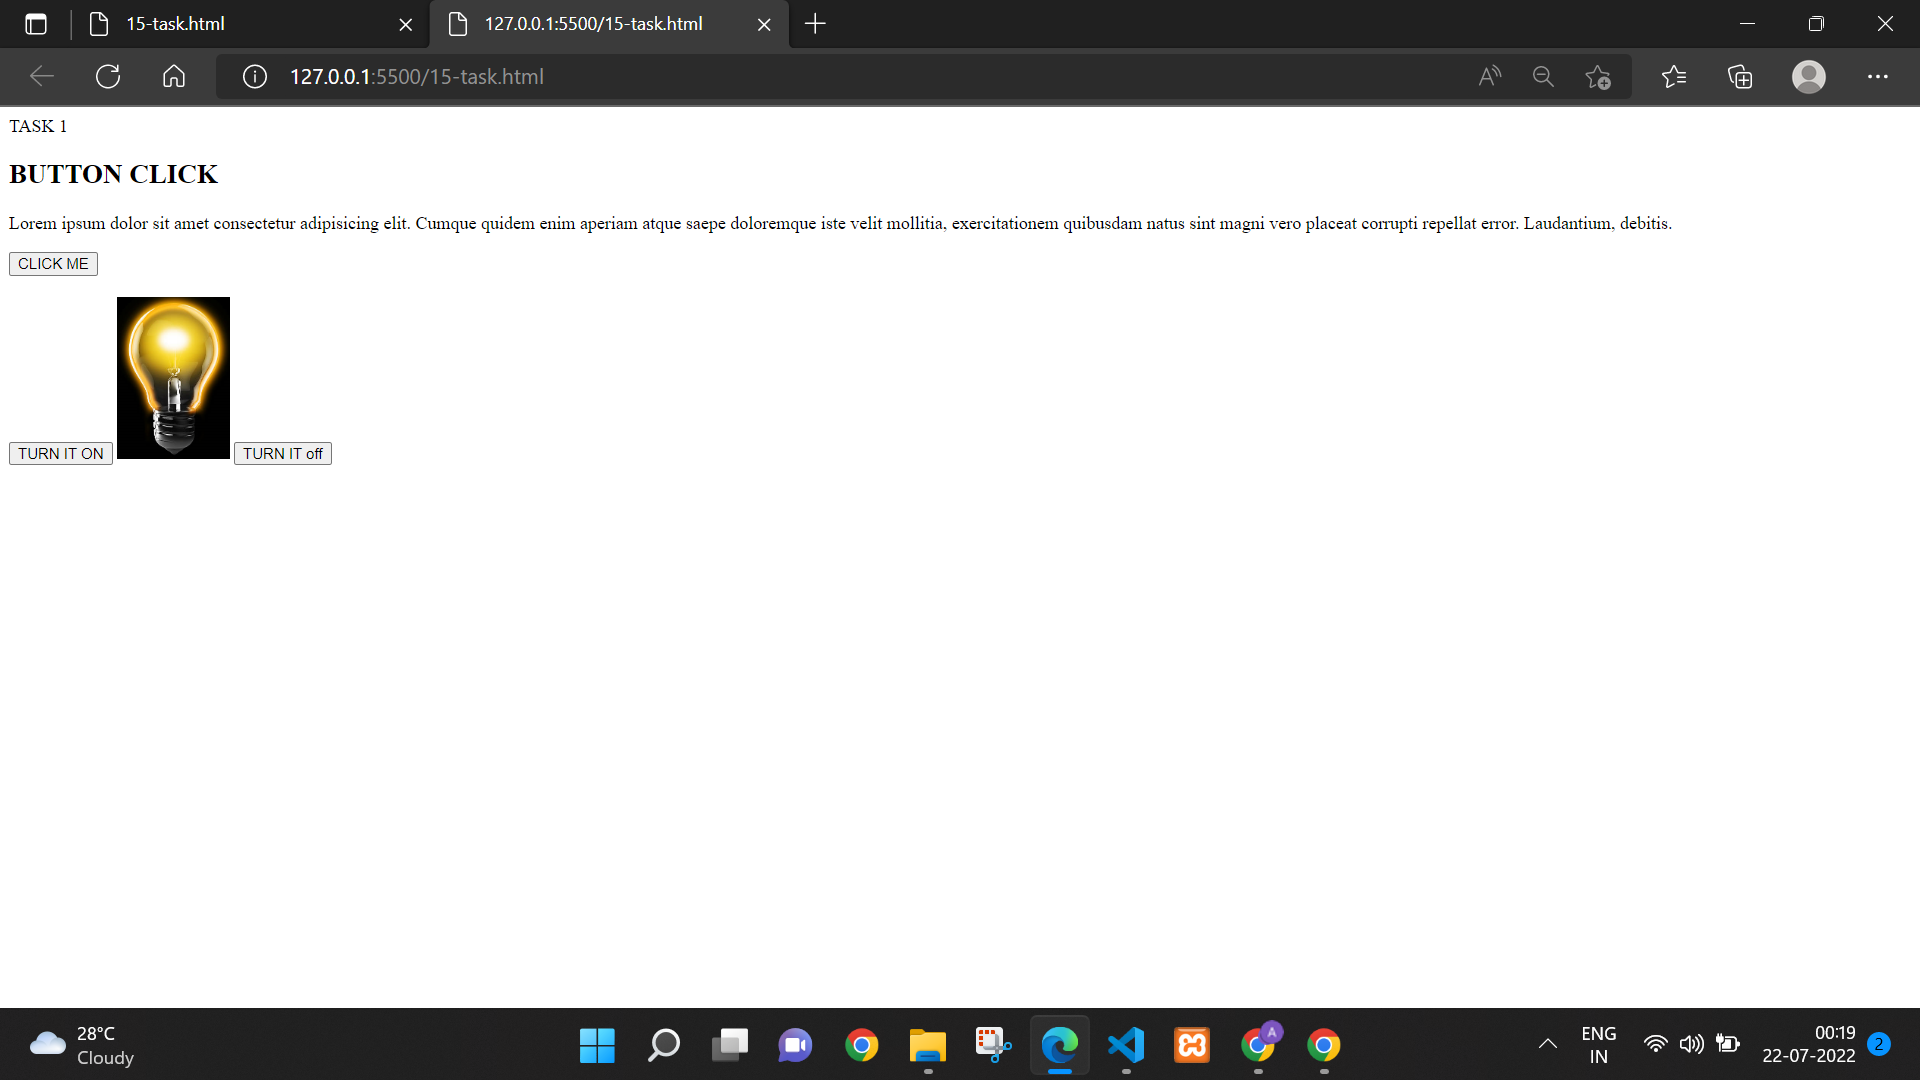 15-task.html
127.0.0.1:5500/15-task.html
127.0.0.1:5500/15-task.html
TASK 1
BUTTON CLICK
Lorem ipsum dolor sit amet consectetur adipisicing elit. Cumque quidem enim aperiam atque saepe doloremque iste velit mollitia, exercitationem quibusdam natus sint magni vero placeat corrupti repellat error. Laudantium, debitis.
CLICK ME
TURN IT ON
TURN IT off
28°C
Cloudy
A
ENG
IN
00:19
22-07-2022
2